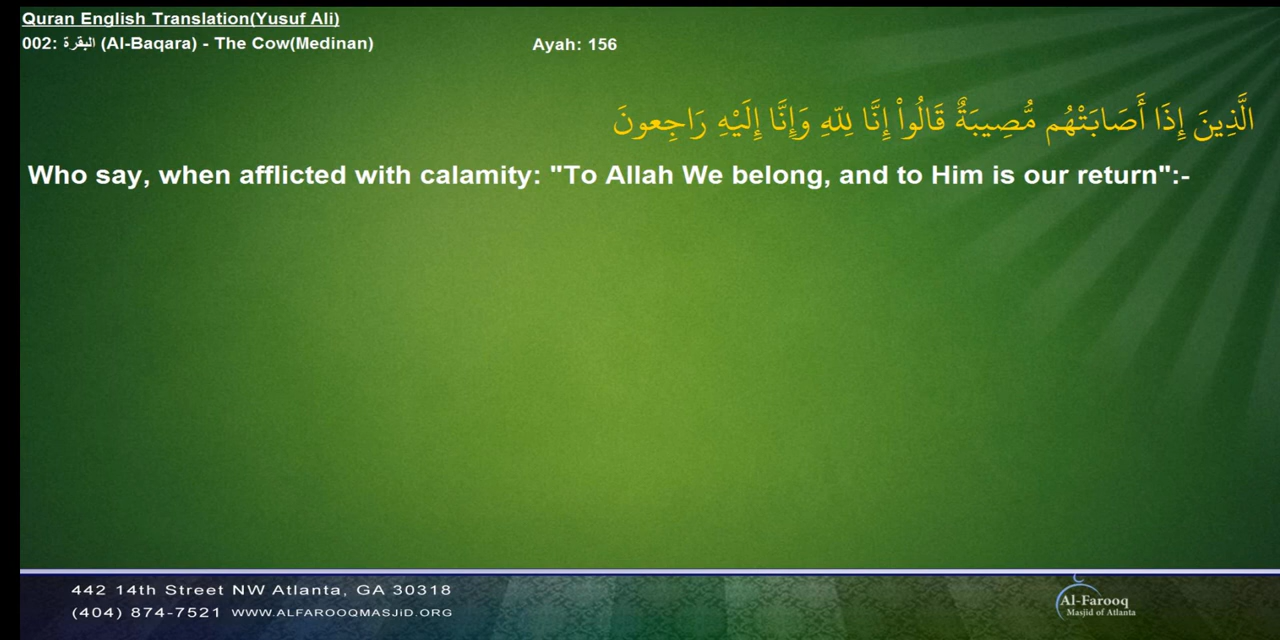 Quran English Translation(Yusuf Ali)
002: البقرة (Al-Baqara) - The Cow(Medinan) Ayah: 156
الَّذِينَ إِذَا أَصَابَتْهُم مُّصِيبَةٌ قَالُواْ إِنَّا لِلّهِ وَإِنَّا إِلَيْهِ رَاجِعونَ
Who say, when afflicted with calamity: "To Allah We belong, and to Him is our return":-
442 14th Street NW Atlanta, GA 30318
(404) 874-7521 WWW.ALFAROOQMASJiD.ORG
Al-Farooq
Masjid of Atlanta